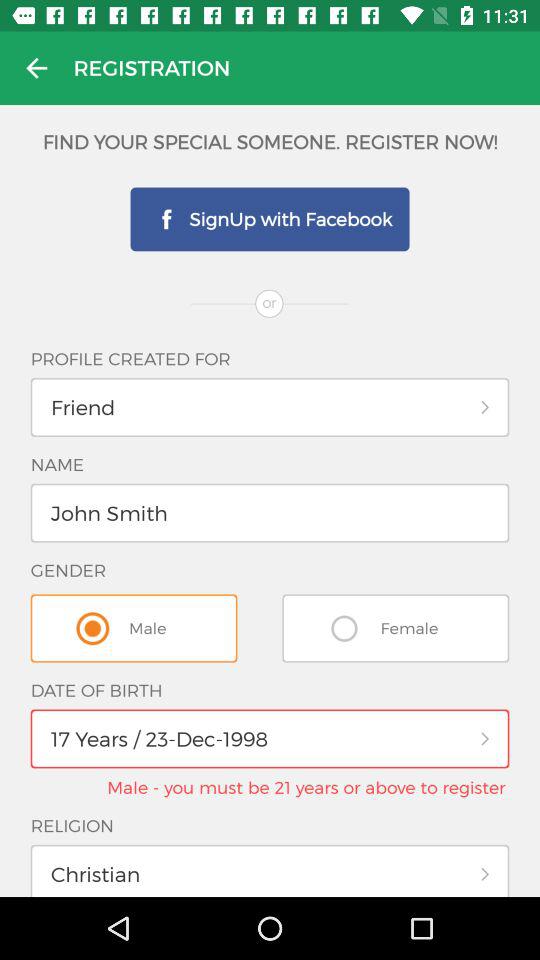 11:31
REGISTRATION
FIND YOUR SPECIAL SOMEONE. REGISTER NOW!
f SignUp with Facebook
or
PROFILE CREATED FOR
Friend
NAME
John Smith
GENDER
Male Female
DATE OF BIRTH
17 Years / 23-Dec-1998
Male - you must be 21 years or above to register
RELIGION
Christian